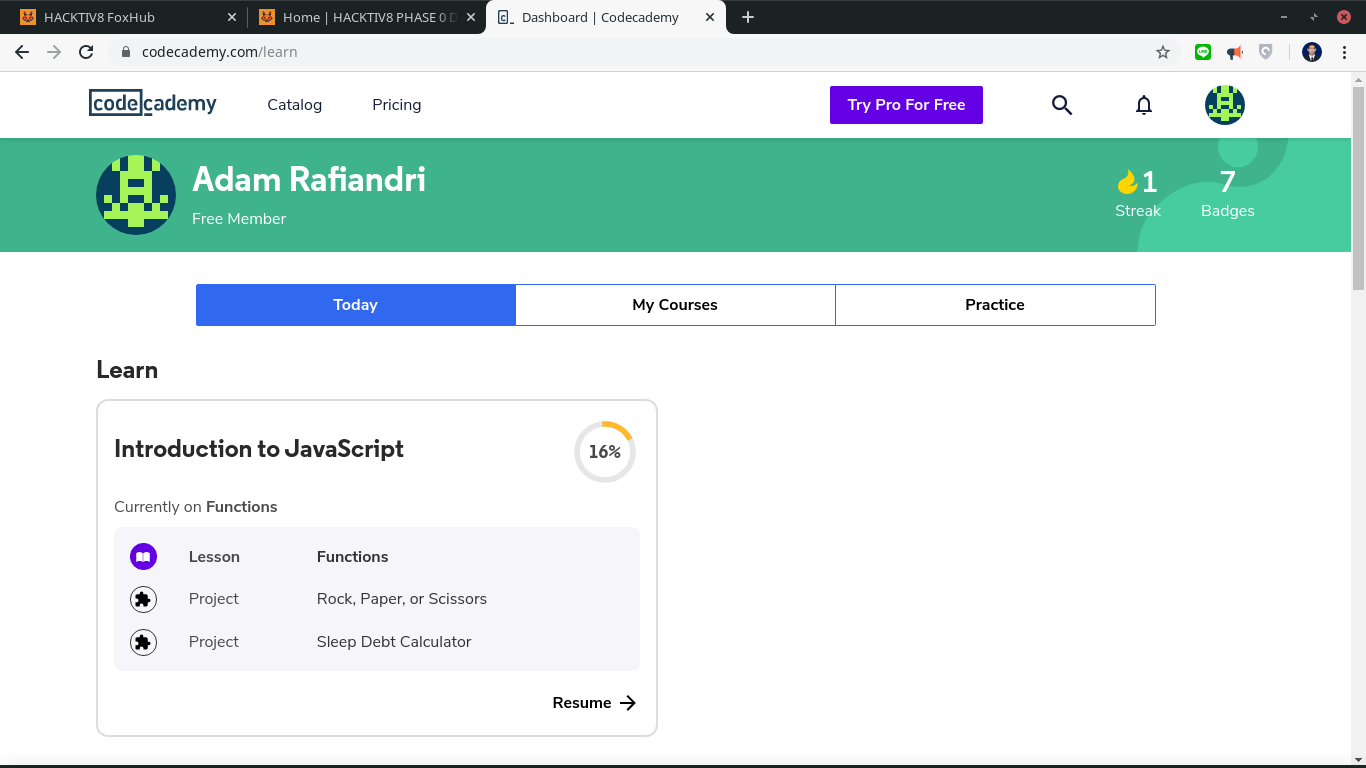 HACKTIV8 FoxHub
Home | HACKTIV8 PHASE 0 D
Dashboard | Codecademy
codecademy.com/learn
codecademy
Catalog
Pricing
Try Pro For Free
Adam Rafiandri
Free Member
1
Streak
7
Badges
Today
My Courses
Practice
Learn
Introduction to JavaScript
16%
Currently on Functions
Lesson Functions
Project Rock, Paper, or Scissors
Project Sleep Debt Calculator
Resume